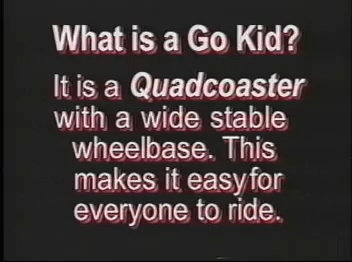 What is a Go Kid?
It is a Quadcoaster
with a wide stable
wheelbase. This
makes it easyfor
everyone to ride.